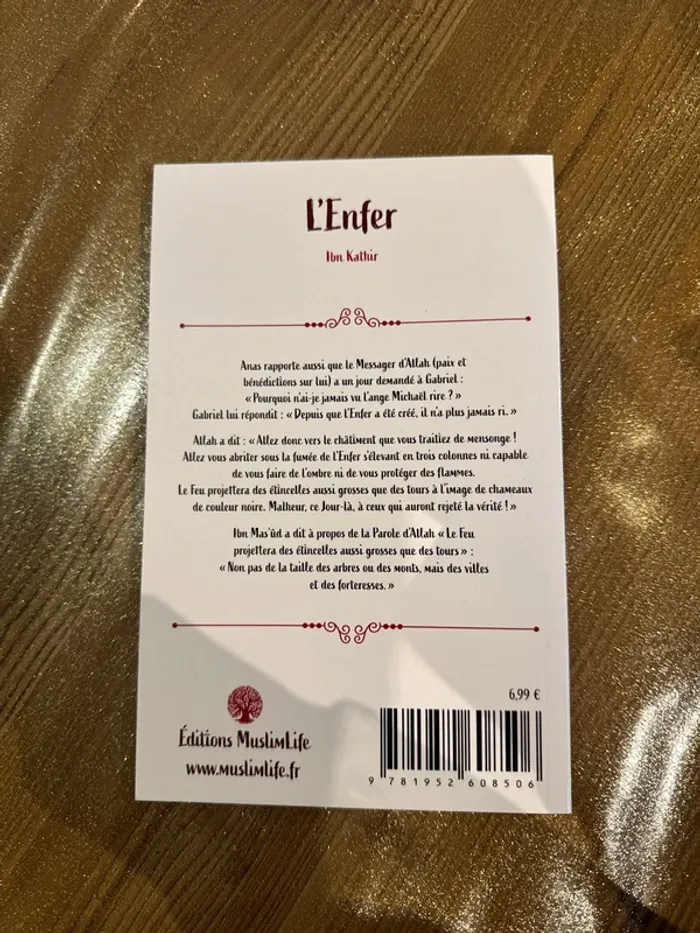 L'Enfer
Ibn Kathir
Anas rapporte aussi que le Messager d'Allah (paix et
bénédictions sur lui) a un jour demandé à Gabriel :
« Pourquoi n'ai-je jamais vu l'ange Michaël rire ? »
Gabriel lui répondit : « Depuis que l'Enfer a été créé, il n'a plus jamais ri. »
Allah a dit : « Allez donc vers le châtiment que vous traitiez de mensonge !
Allez vous abriter sous la fumée de l'Enfer s'élevant en trois colonnes ni capable
de vous faire de l'ombre ni de vous protéger des flammes.
Le Feu projettera des étincelles aussi grosses que des tours à l'image de chameaux
de couleur noire. Malheur, ce Jour-là, à ceux qui auront rejeté la vérité ! »
Ibn Mas'ûd a dit à propos de la Parole d'Allah « Le Feu
projettera des étincelles aussi grosses que des tours » :
« Non pas de la taille des arbres ou des monts, mais des villes
et des forteresses. »
6,99 €
Éditions MuslimLife
www.muslimlife.fr
9 781952 608506